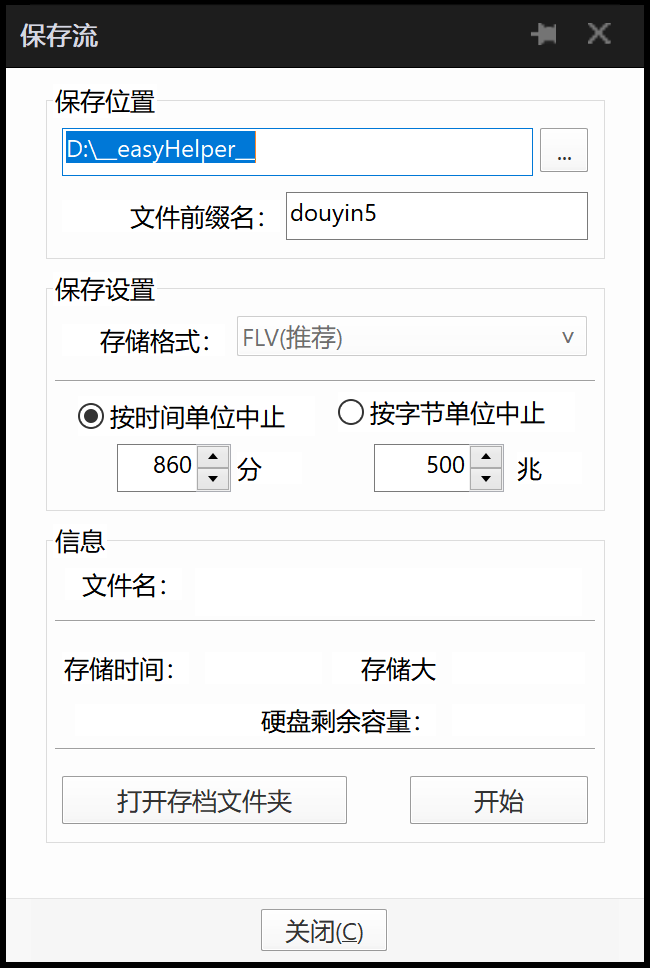 保存流
保存位置
D:\__easyHelper__
...
文件前缀名： douyin5
保存设置
存储格式： FLV(推荐)
按时间单位中止 按字节单位中止
860 分 500 兆
信息
文件名：
存储时间： 存储大
硬盘剩余容量：
打开存档文件夹 开始
关闭(C)